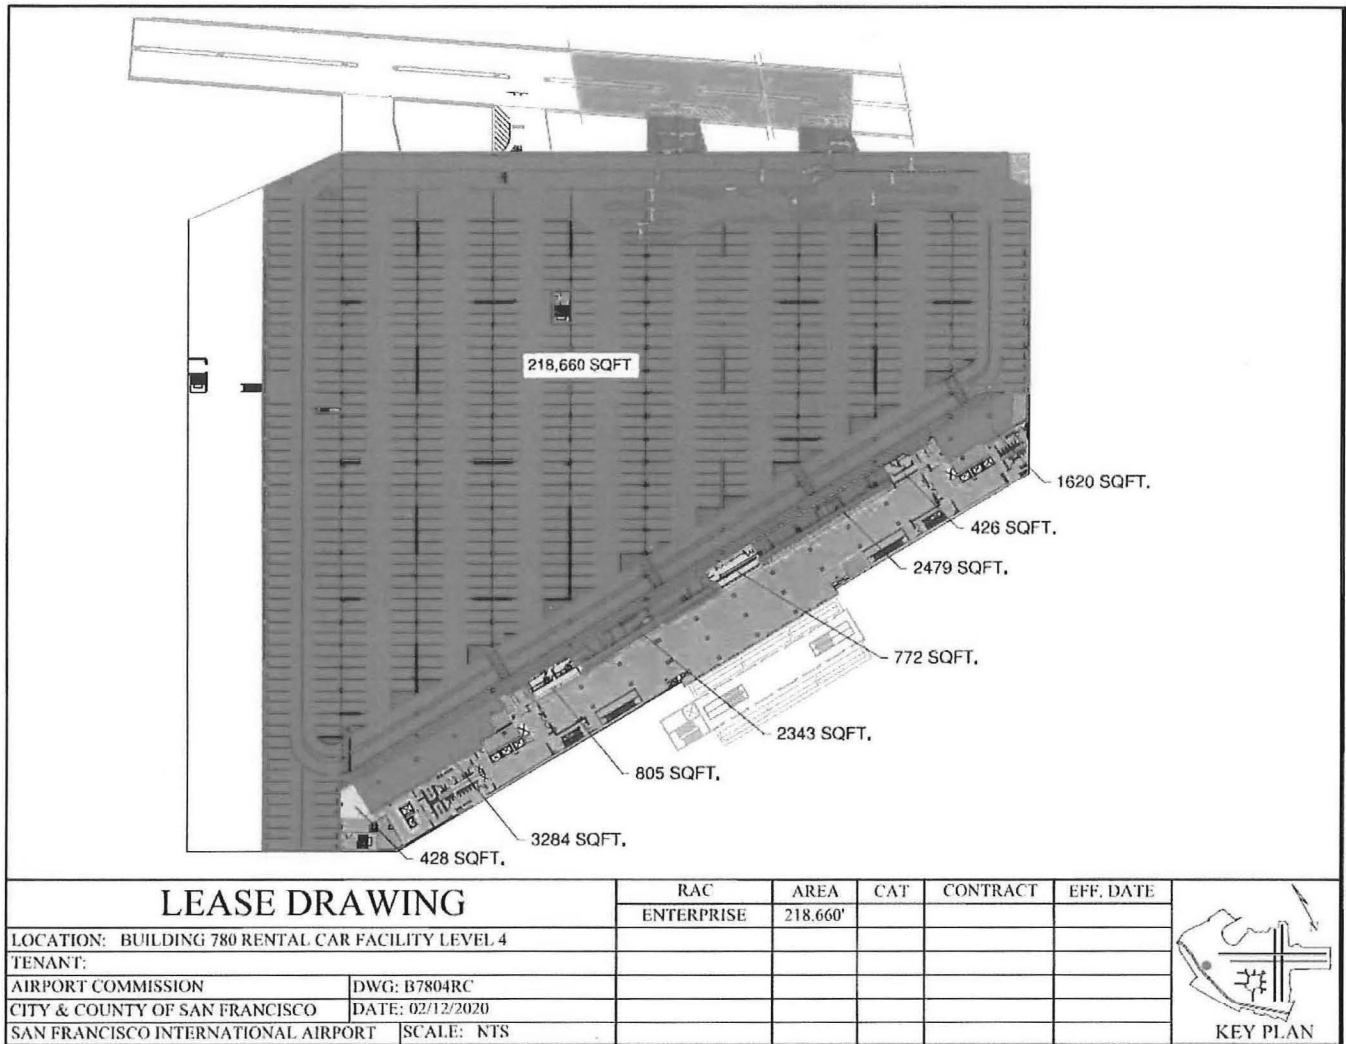 218,660 SQFT
1620 SQFT.
426 SQFT.
2479 SQFT.
772 SQFT.
2343 SQFT.
805 SQFT.
3284 SQFT.
428 SQFT.
LEASE DRAWING
RAC AREA CAT CONTRACT EFF. DATE
ENTERPRISE 218.660'
LOCATION: BUILDING 780 RENTAL CAR FACILITY LEVEL 4
TENANT:
AIRPORT COMMISSION DWG: B7804RC
CITY & COUNTY OF SAN FRANCISCO DATE: 02/12/2020
SAN FRANCISCO INTERNATIONAL AIRPORT SCALE: NTS
N
KEY PLAN